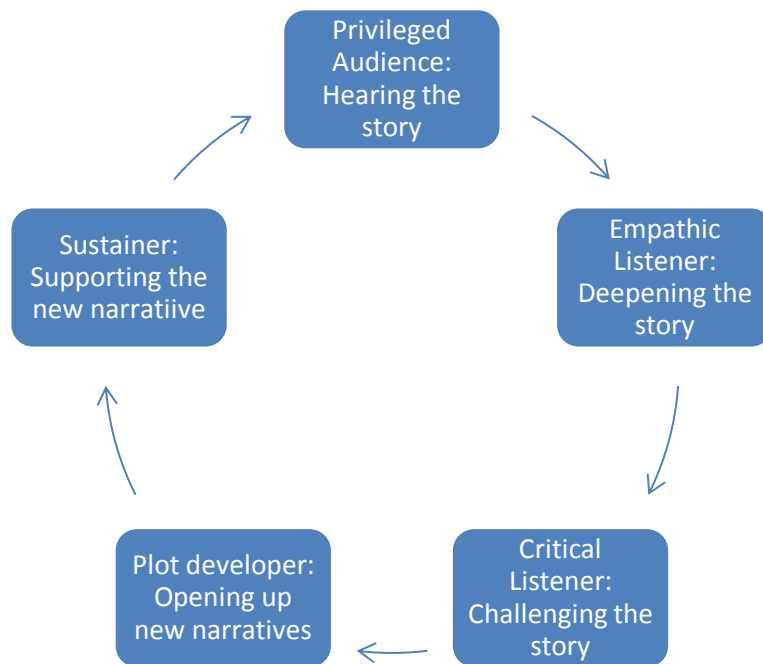 Privileged
Audience:
Hearing the
story
Empathic
Listener:
Deepening the
story
Critical
Listener:
Challenging the
story
Plot developer:
Opening up
new narratives
Sustainer:
Supporting the
new narratiive